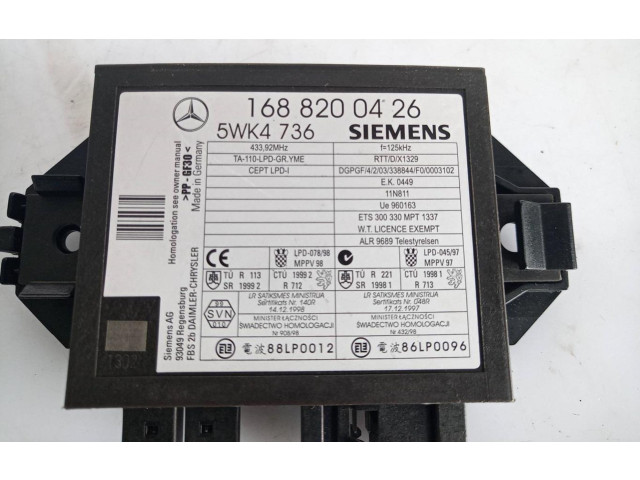 168 820 04 26
5WK4 736 SIEMENS
433,92MHz f=125kHz
TA-110-LPD-GR.YME RTT/D/X1329
CEPT LPD-I DGPGF/4/2/03/338844/F0/0003102
E.K. 0449
11N811
Ue 960163
ETS 300 330 MPT 1337
W.T. LICENCE EXEMPT
ALR 9689 Telestyrelsen
CE LPD-078/98 LPD-045/97
MPPV 98 MPPV 97
TÜ R 113 CTÜ 1999 2 TÜ R 221 CTÜ 1998 1
SR 1999 2 R 712 SR 1998 1 R 713
LR SATIKSMES MINISTRIJA LR SATIKSMES MINISTRIJA
Sertifikats Nr. 140R Sertifikats Nr. 048R
14.12.1998 17.12.1997
SVN
MINISTER ŁĄCZNOŚCI MINISTER ŁĄCZNOŚCI
ŚWIADECTWO HOMOLOGACJI ŚWIADECTWO HOMOLOGACJI
Nr 908/98 Nr 432/98
電波88LP0012 電波86LP0096
Homologation see owner manual
>PP - GF30<
Made in Germany
Siemens AG
93049 Regensburg
FBS 2b DAIMLER-CHRYSLER